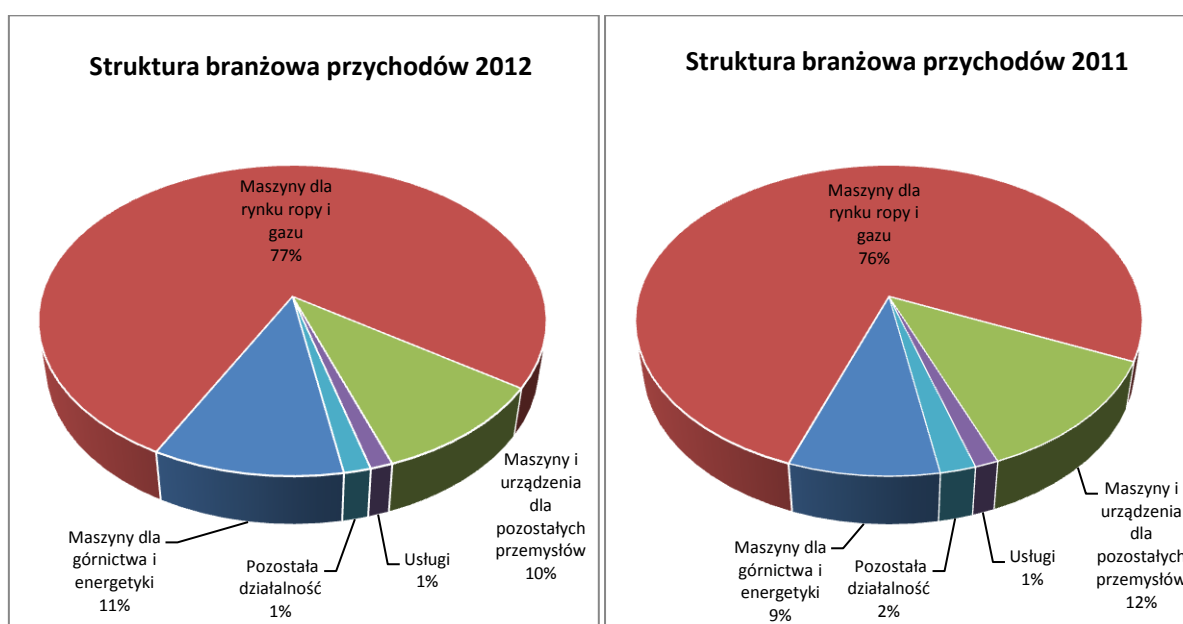 Struktura branżowa przychodów 2012
Maszyny dla
rynku ropy i
gazu
77%
Maszyny i
urządzenia
dla
pozostałych
przemysłów
10%
Usługi
1%
Pozostała
działalność
1%
Maszyny dla
górnictwa i
energetyki
11%
Struktura branżowa przychodów 2011
Maszyny dla
rynku ropy i
gazu
76%
Maszyny i
urządzenia
dla
pozostałych
przemysłów
12%
Usługi
1%
Pozostała
działalność
2%
Maszyny dla
górnictwa i
energetyki
9%